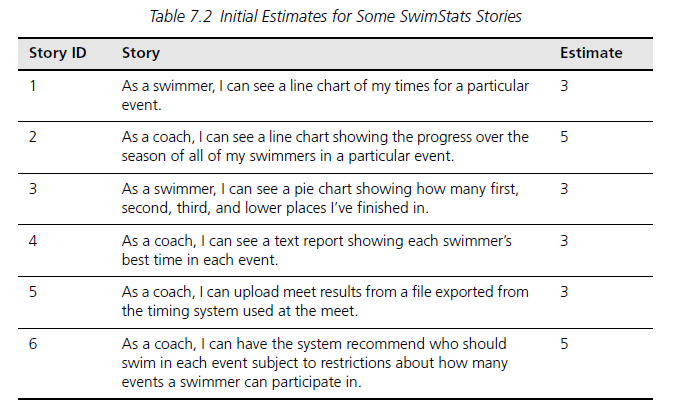 Table 7.2 Initial Estimates for Some SwimStats Stories
Story ID Story Estimate
1 As a swimmer, I can see a line chart of my times for a particular 3
event.
2 As a coach, I can see a line chart showing the progress over the 5
season of all of my swimmers in a particular event.
3 As a swimmer, I can see a pie chart showing how many first, 3
second, third, and lower places I’ve finished in.
4 As a coach, I can see a text report showing each swimmer’s 3
best time in each event.
5 As a coach, I can upload meet results from a file exported from 3
the timing system used at the meet.
6 As a coach, I can have the system recommend who should 5
swim in each event subject to restrictions about how many
events a swimmer can participate in.